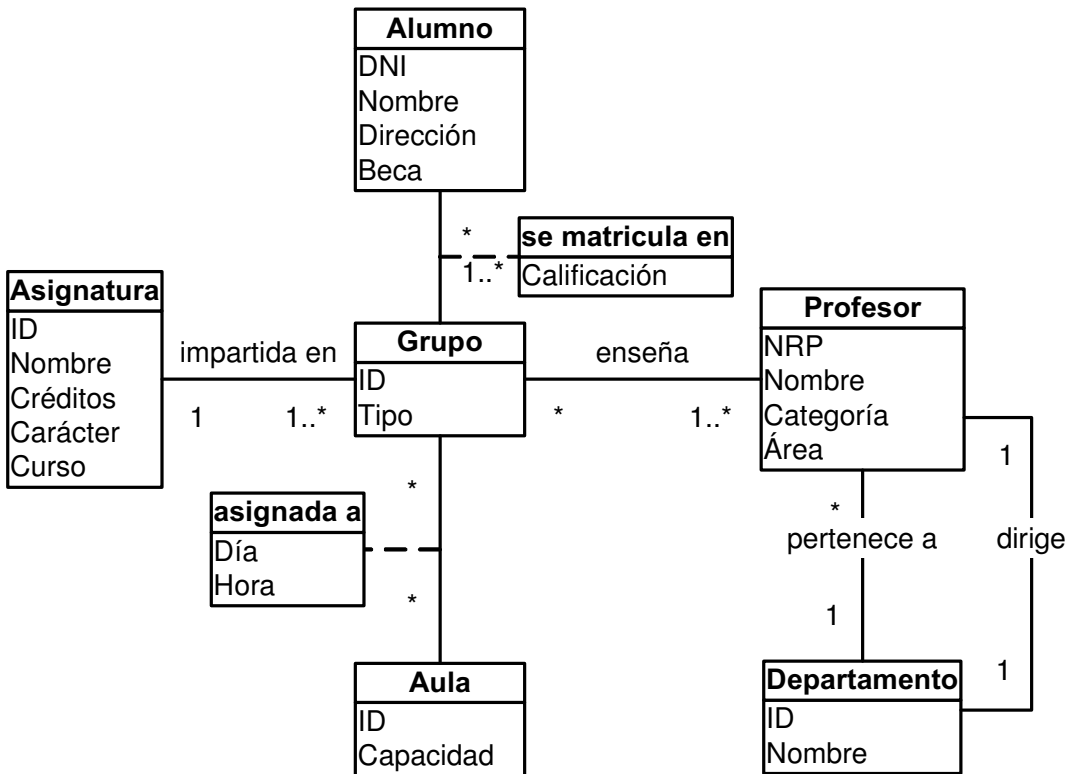 Alumno
DNI
Nombre
Dirección
Beca
*
1..*
se matricula en
Calificación
Asignatura
ID
Nombre
Créditos
Carácter
Curso
impartida en
1
1..*
Grupo
ID
Tipo
enseña
*
1..*
Profesor
NRP
Nombre
Categoría
Área
*
pertenece a
1
1
dirige
1
*
asignada a
Día
Hora
*
Aula
ID
Capacidad
Departamento
ID
Nombre